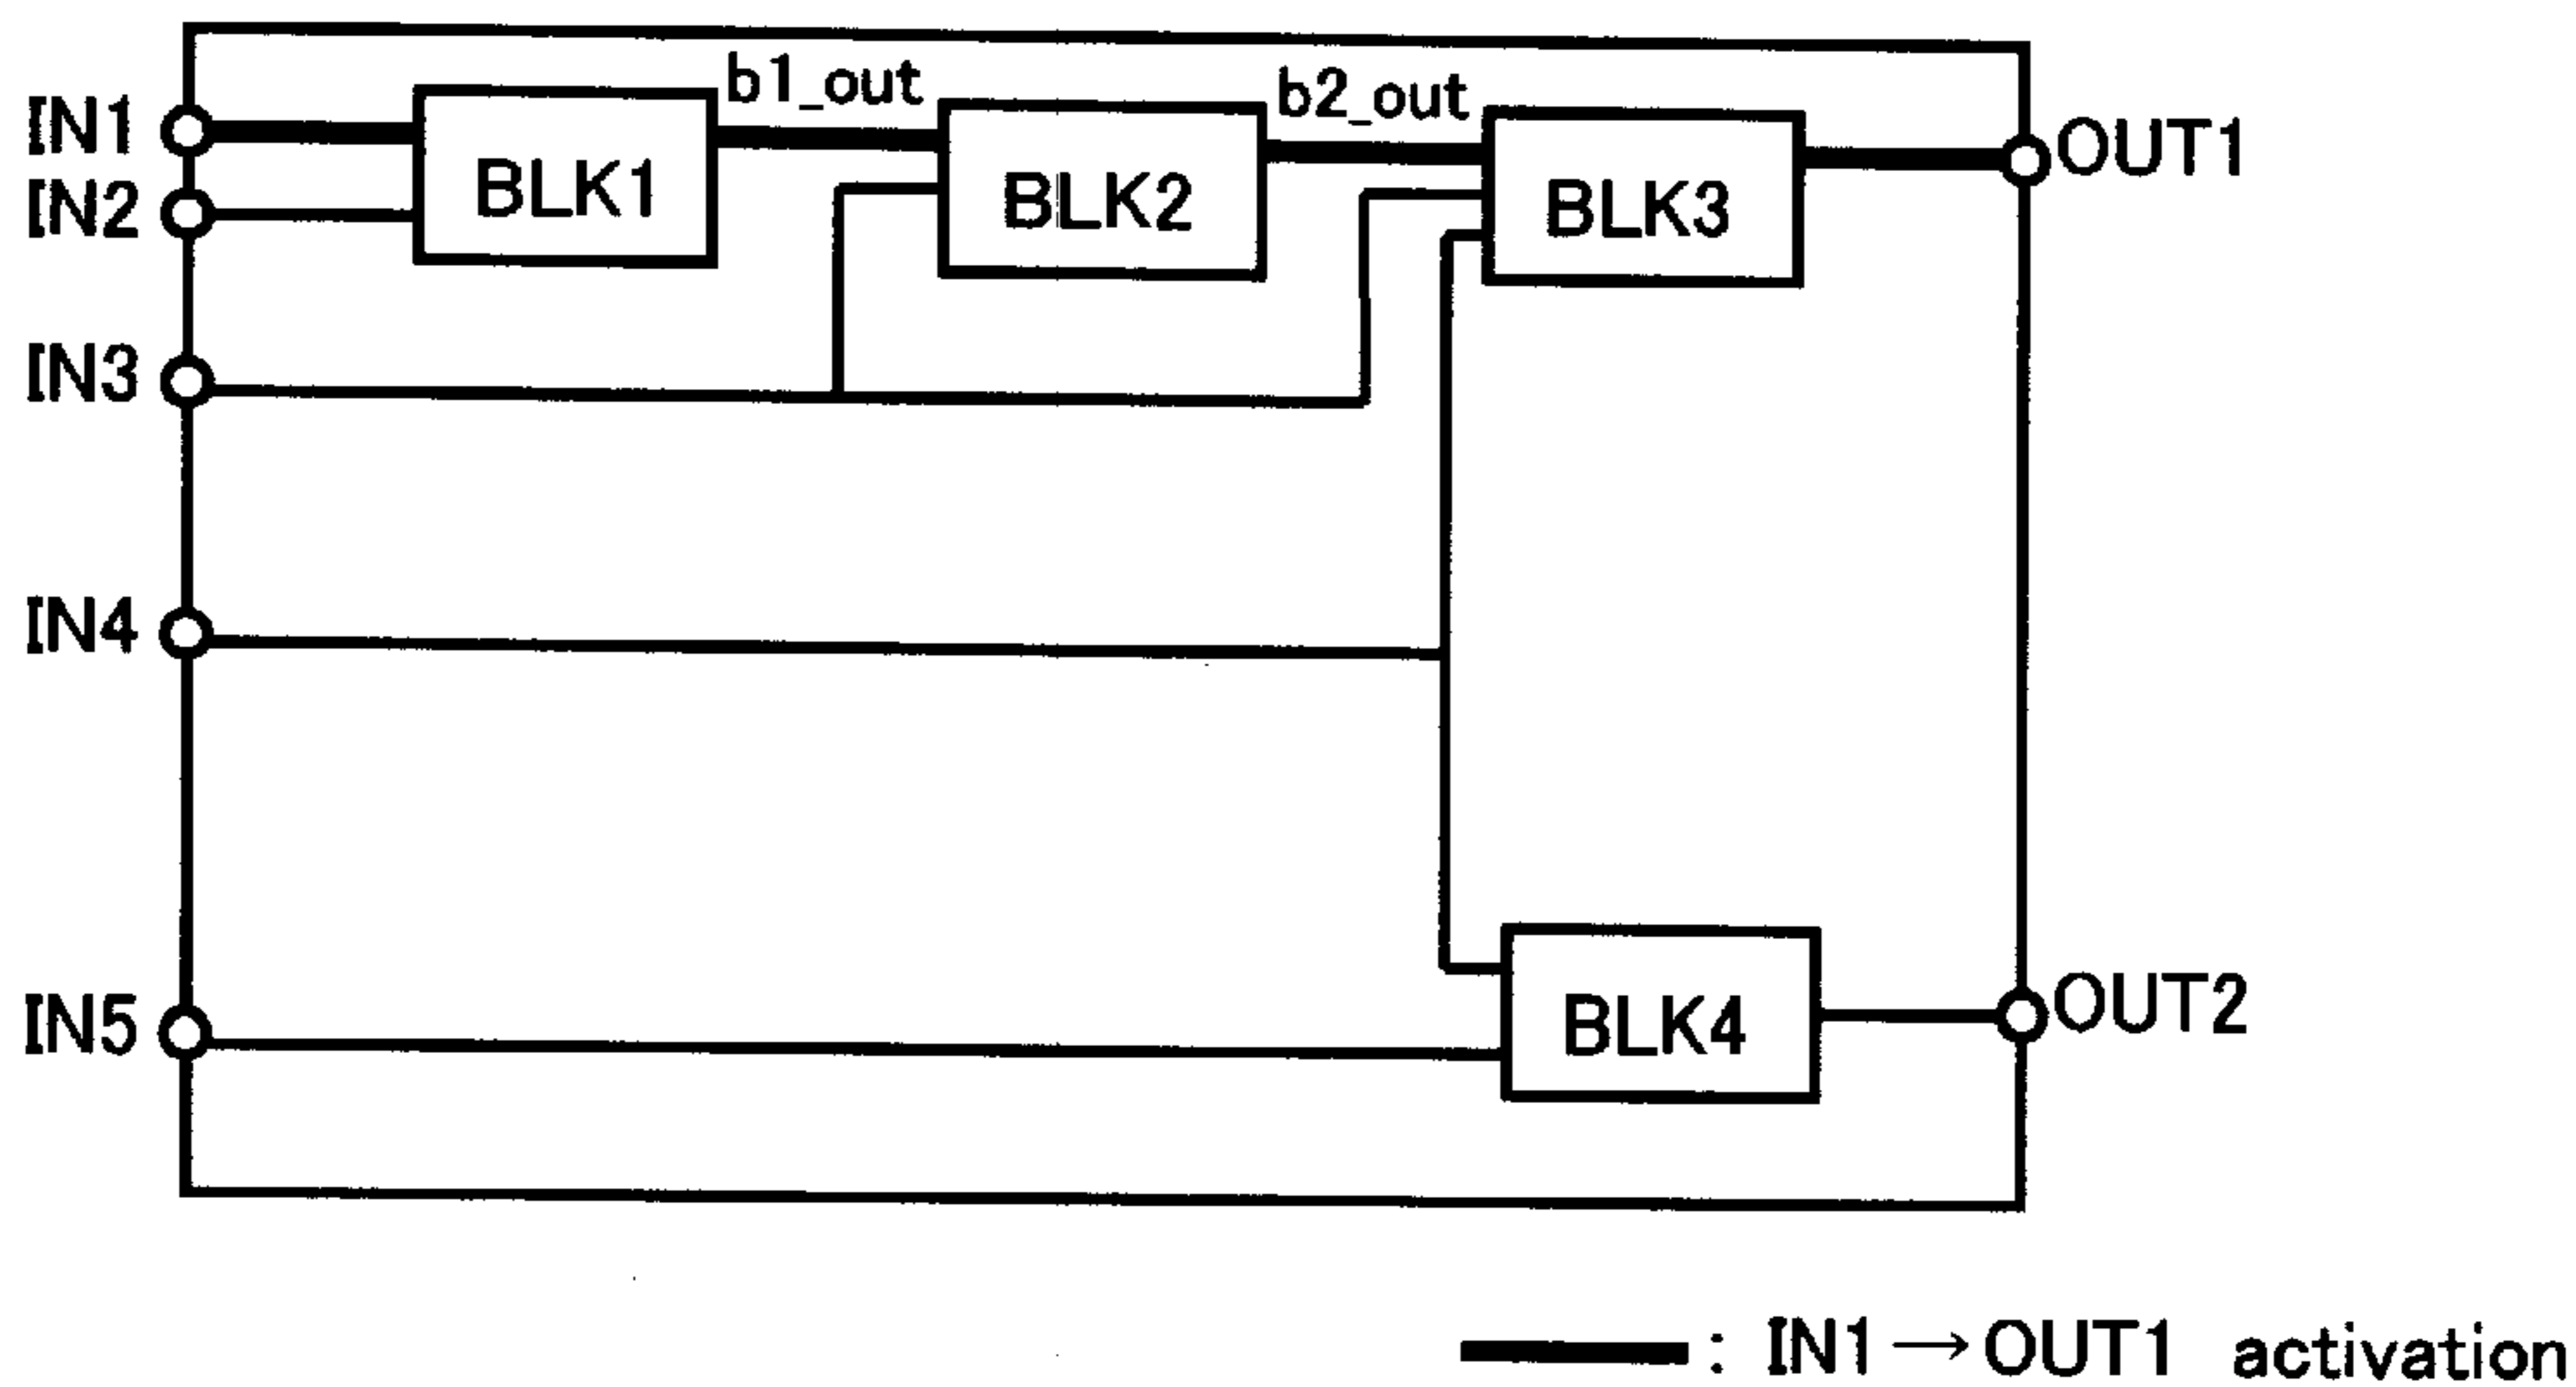 b1_out
b2_out
IN1
BLK1
BLK2
BLK3
OUT1
IN2
IN3
IN4
IN5
BLK4
OUT2
: IN1→OUT1 activation